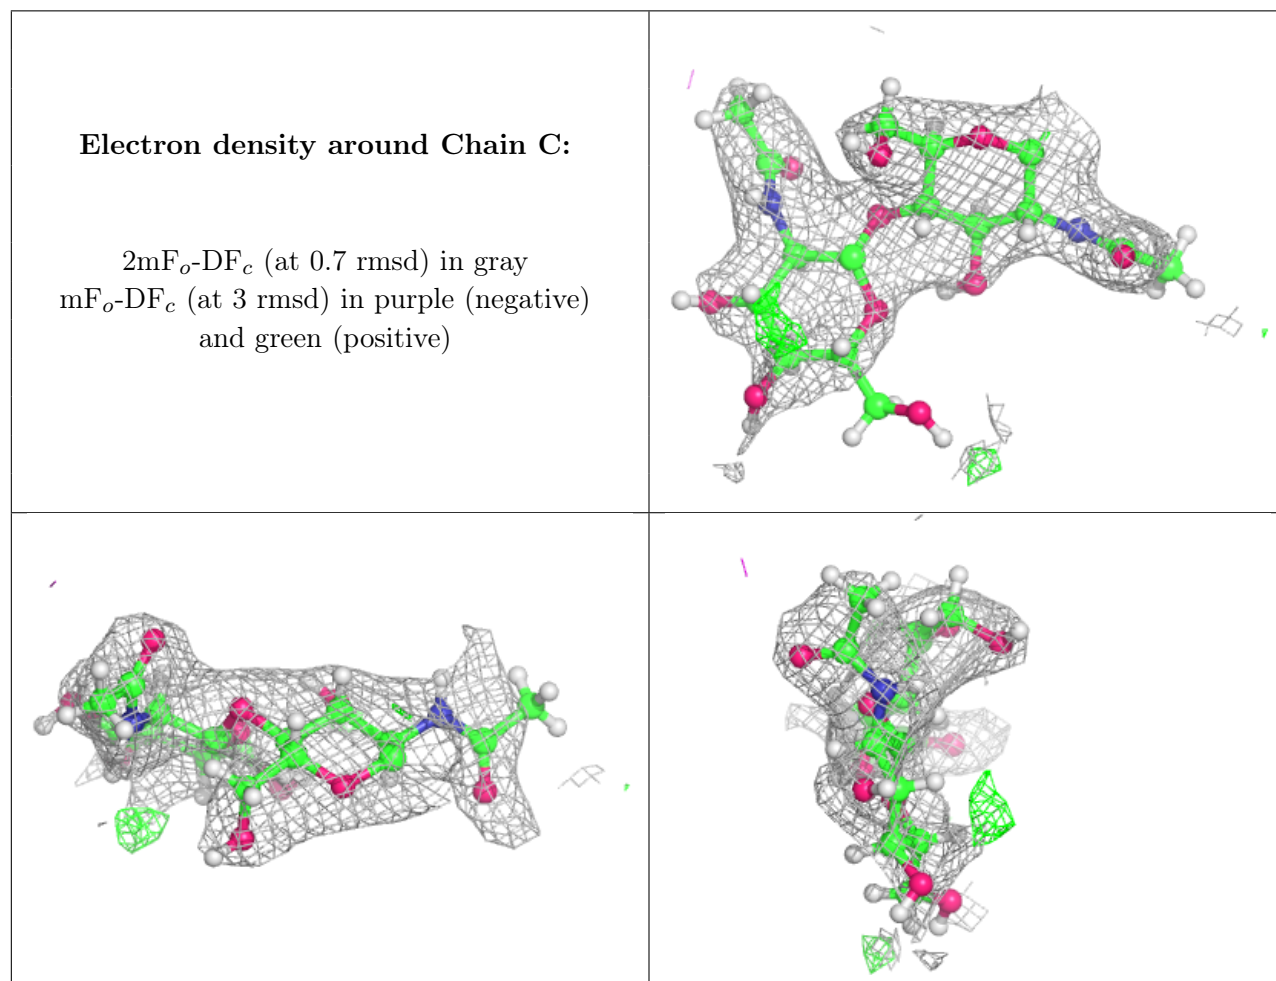 Electron density around Chain C:
2mFₒ-DF𝒸 (at 0.7 rmsd) in gray
mFₒ-DF𝒸 (at 3 rmsd) in purple (negative)
and green (positive)